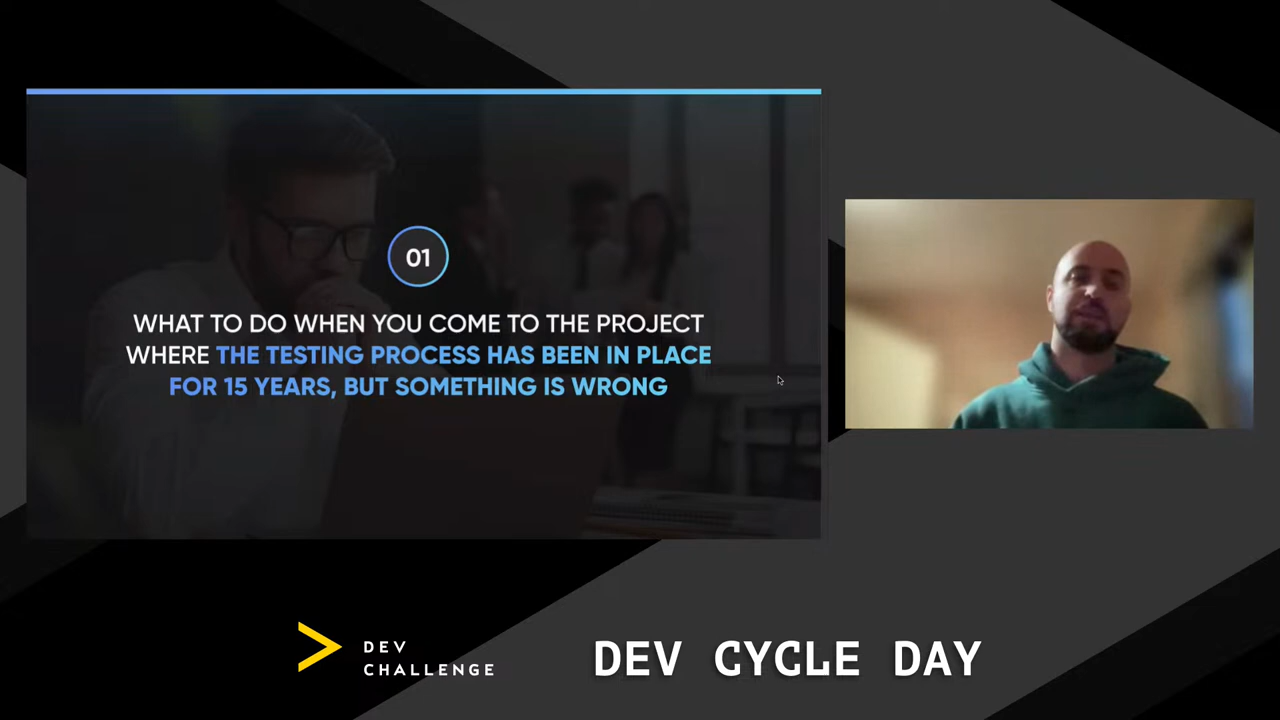 01
WHAT TO DO WHEN YOU COME TO THE PROJECT
WHERE THE TESTING PROCESS HAS BEEN IN PLACE
FOR 15 YEARS, BUT SOMETHING IS WRONG
DEV
CHALLENGE
DEV CYCLE DAY